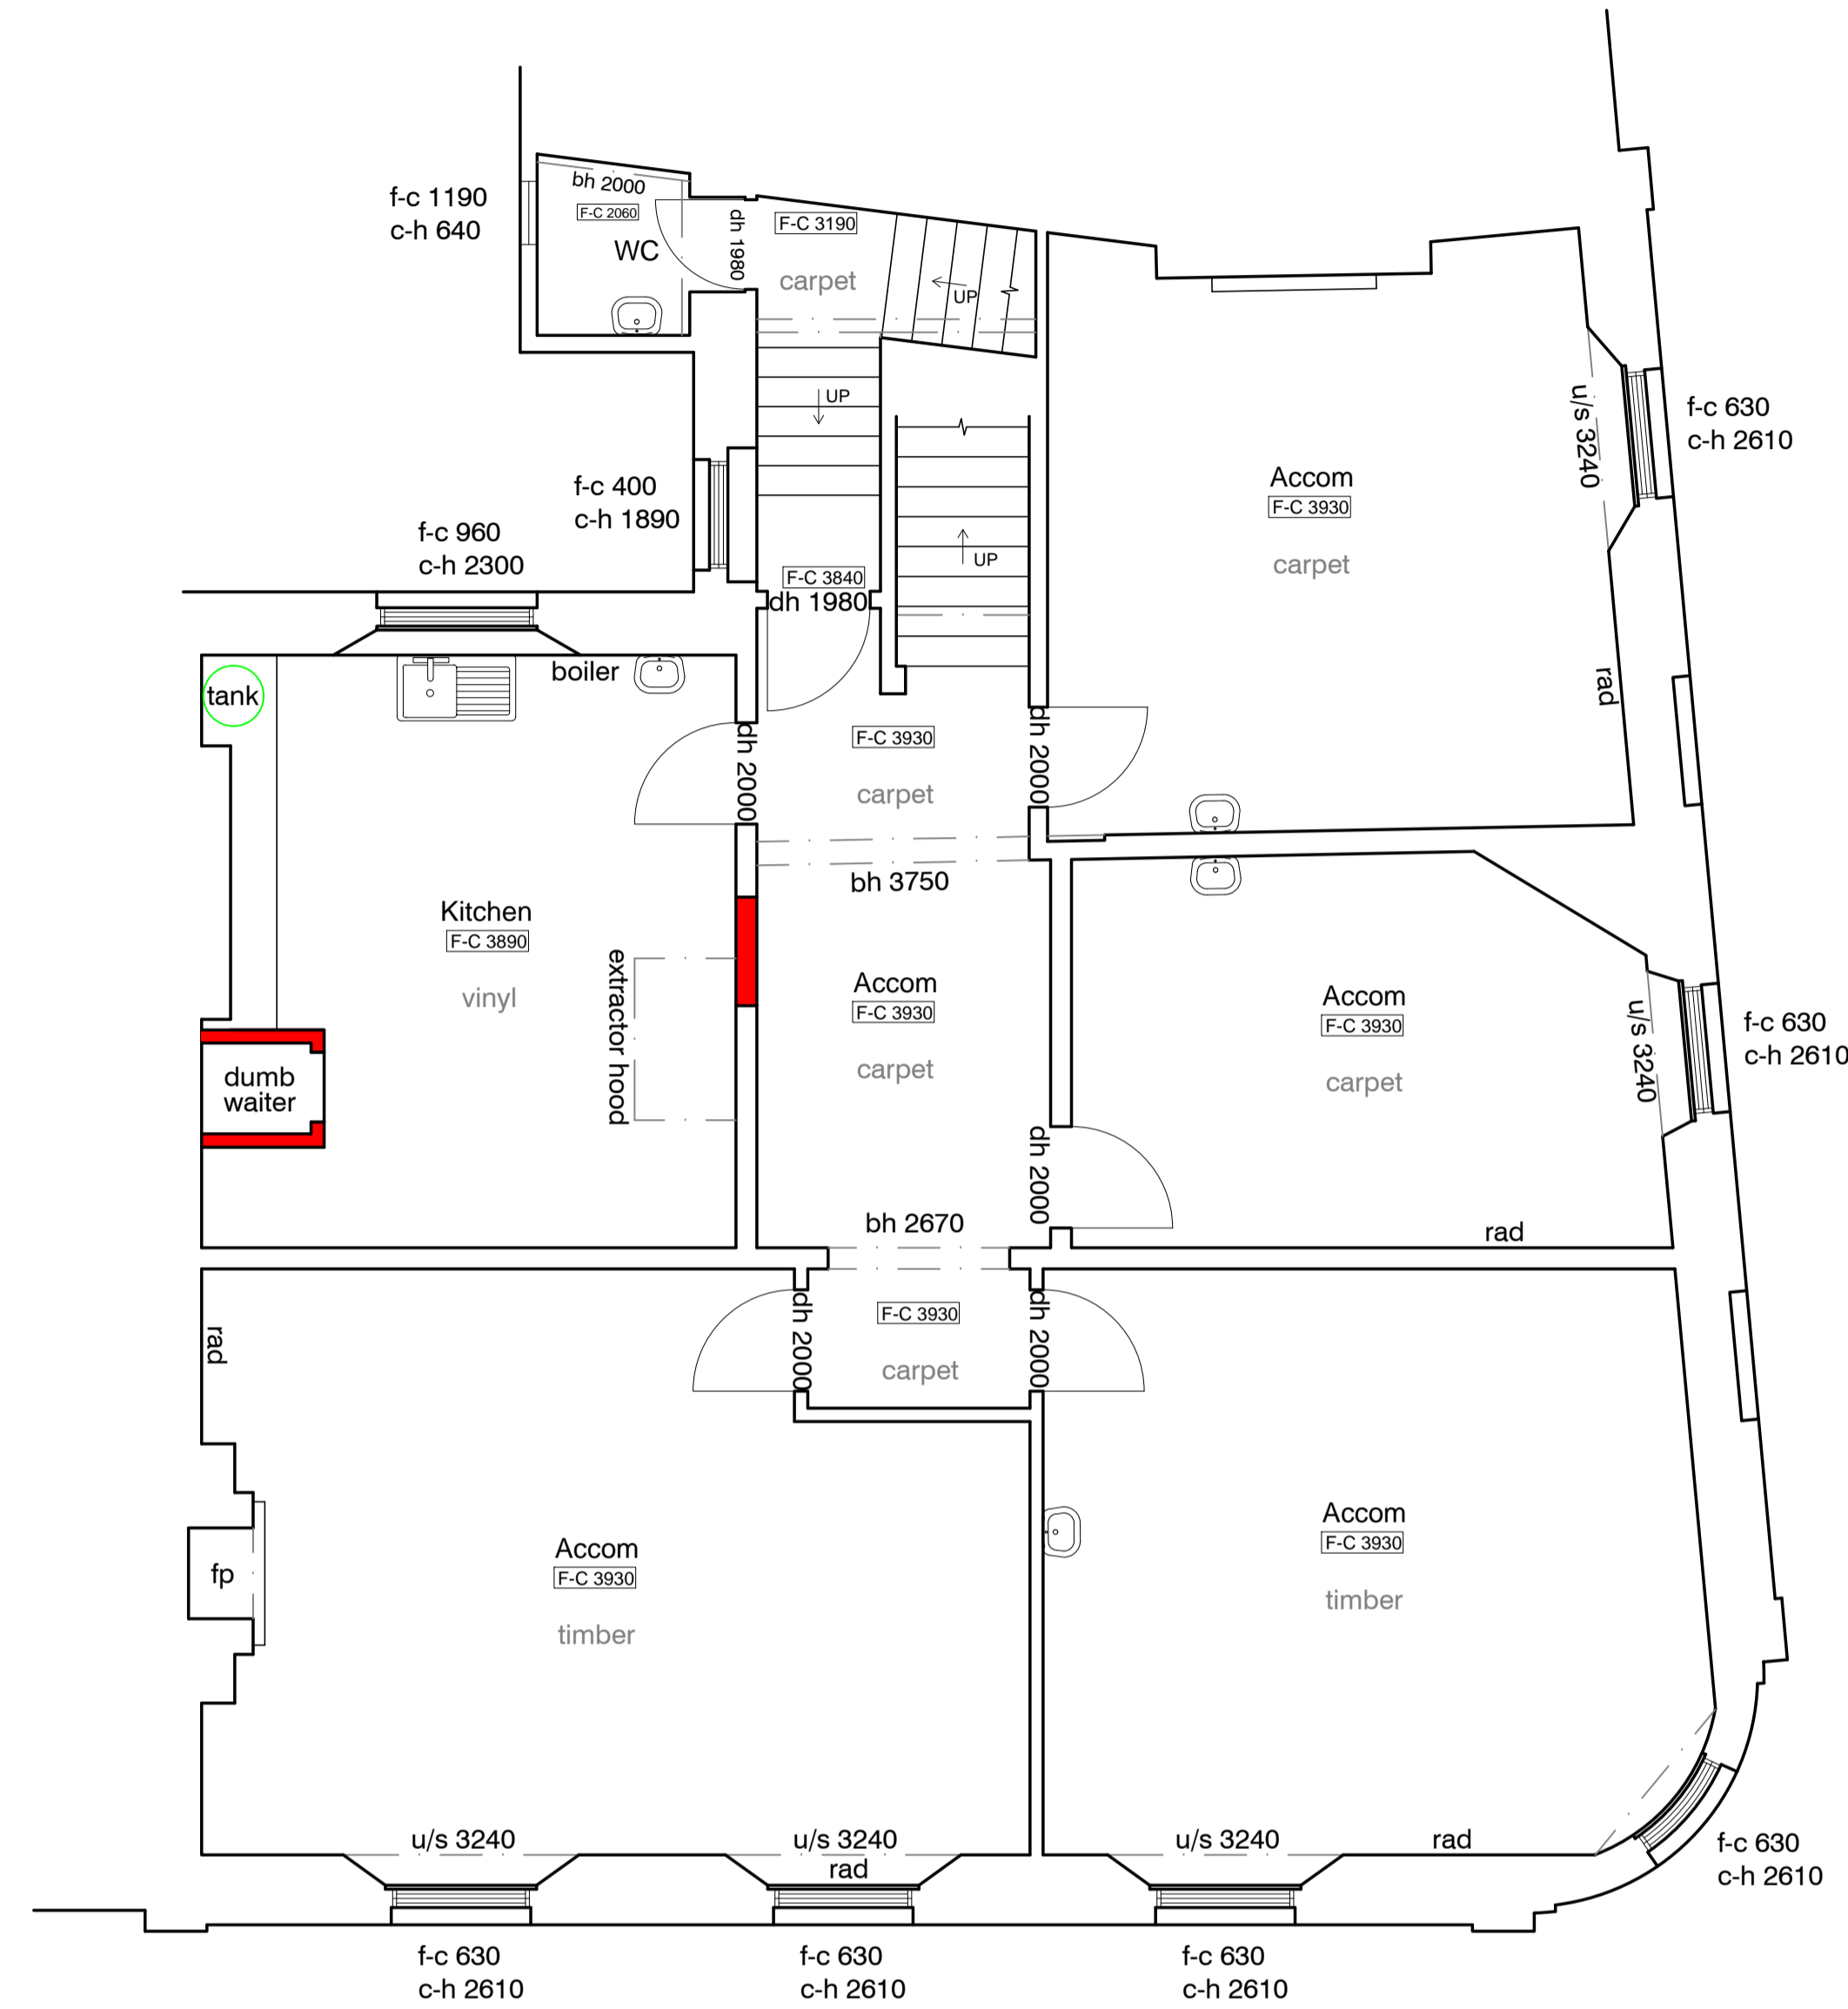 f-c 1190
c-h 640
bh 2000
F-C 2060
WC
dh 1980
F-C 3190
carpet
UP
UP
f-c 400
c-h 1890
f-c 960
c-h 2300
F-C 3840
dh 1980
UP
Accom
F-C 3930
carpet
u/s 3240
f-c 630
c-h 2610
rad
tank
boiler
dh 2000
F-C 3930
carpet
dh 2000
bh 3750
Kitchen
F-C 3890
vinyl
extractor hood
dumb
waiter
Accom
F-C 3930
carpet
Accom
F-C 3930
carpet
u/s 3240
f-c 630
c-h 2610
dh 2000
bh 2670
rad
rad
dh 2000
F-C 3930
carpet
dh 2000
fp
Accom
F-C 3930
timber
Accom
F-C 3930
timber
u/s 3240
u/s 3240
rad
u/s 3240
rad
f-c 630
c-h 2610
f-c 630
c-h 2610
f-c 630
c-h 2610
f-c 630
c-h 2610